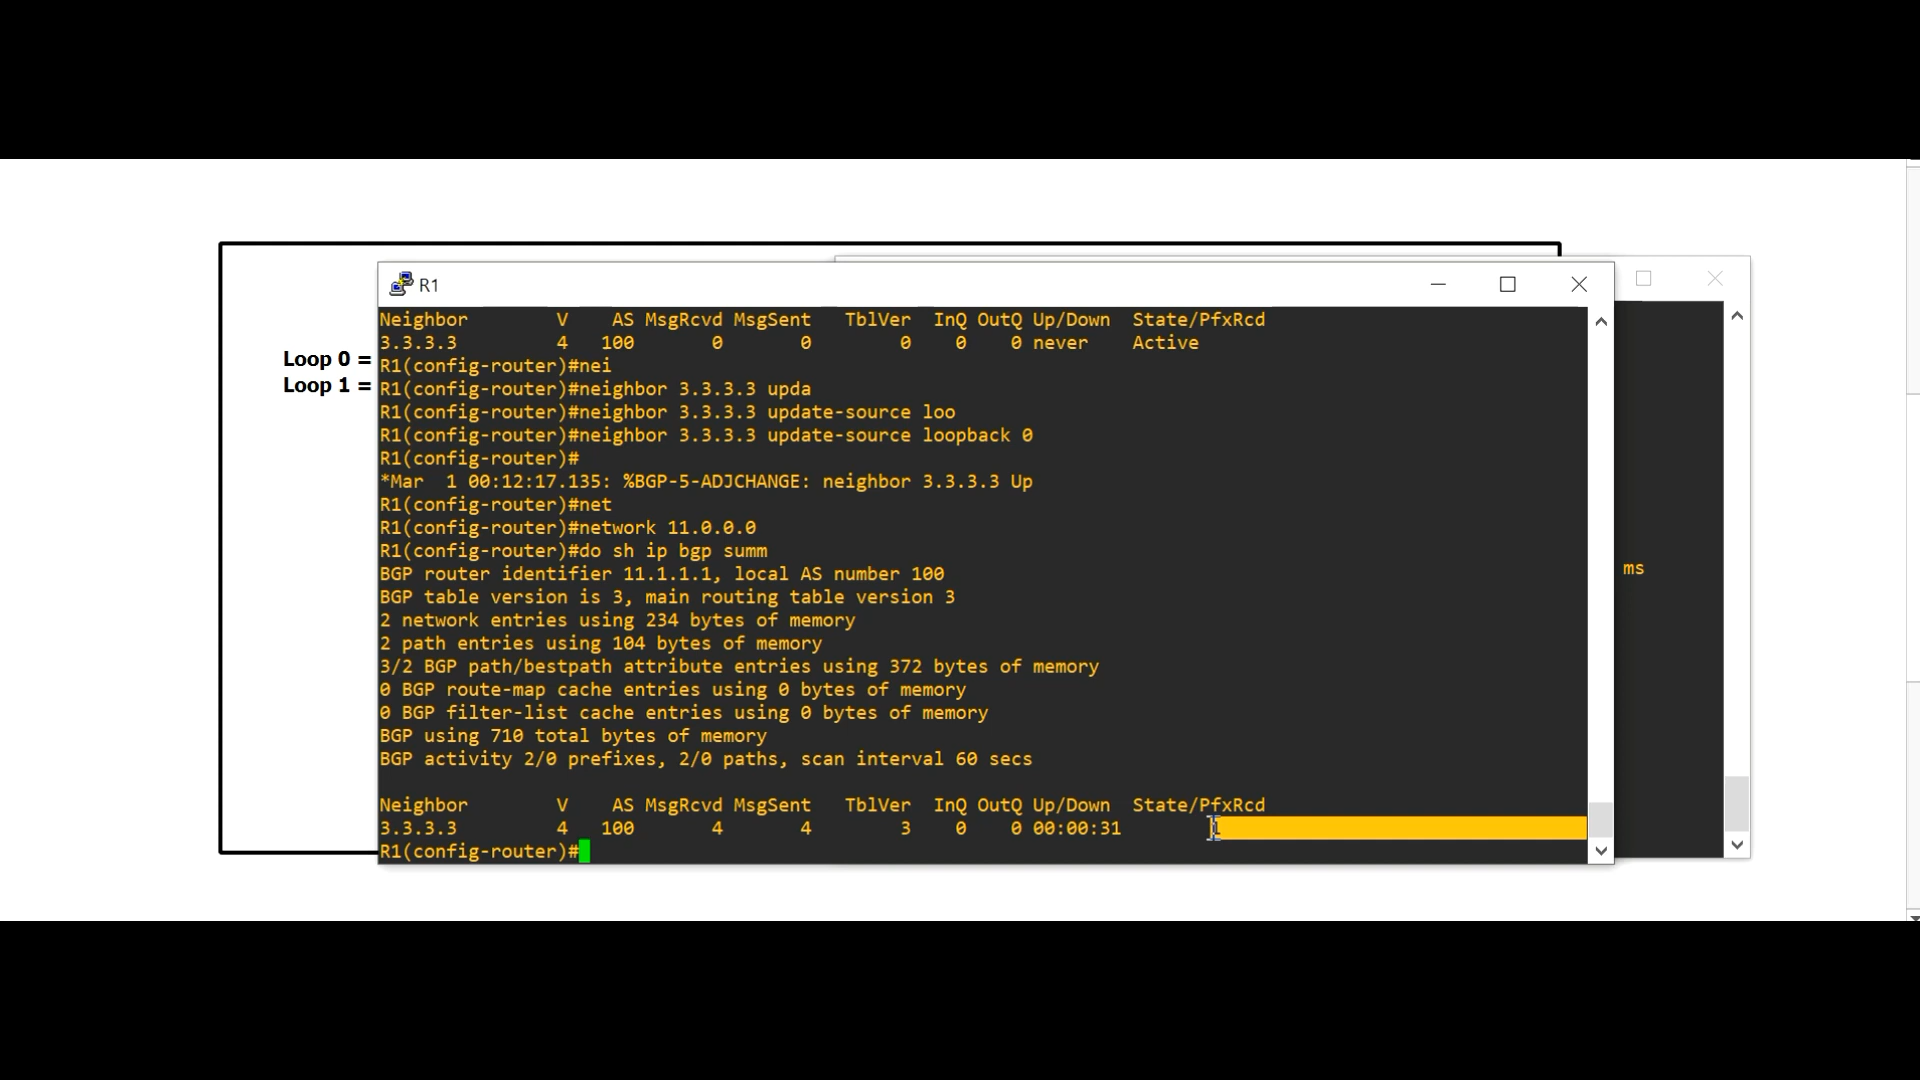 R1
Loop 0 =
Loop 1 =
Neighbor V AS MsgRcvd MsgSent TblVer InQ OutQ Up/Down State/PfxRcd
3.3.3.3 4 100 0 0 0 0 0 never Active
R1(config-router)#nei
R1(config-router)#neighbor 3.3.3.3 upda
R1(config-router)#neighbor 3.3.3.3 update-source loo
R1(config-router)#neighbor 3.3.3.3 update-source loopback 0
R1(config-router)#
*Mar 1 00:12:17.135: %BGP-5-ADJCHANGE: neighbor 3.3.3.3 Up
R1(config-router)#net
R1(config-router)#network 11.0.0.0
R1(config-router)#do sh ip bgp summ
BGP router identifier 11.1.1.1, local AS number 100
BGP table version is 3, main routing table version 3
2 network entries using 234 bytes of memory
2 path entries using 104 bytes of memory
3/2 BGP path/bestpath attribute entries using 372 bytes of memory
0 BGP route-map cache entries using 0 bytes of memory
0 BGP filter-list cache entries using 0 bytes of memory
BGP using 710 total bytes of memory
BGP activity 2/0 prefixes, 2/0 paths, scan interval 60 secs
Neighbor V AS MsgRcvd MsgSent TblVer InQ OutQ Up/Down State/PfxRcd
3.3.3.3 4 100 4 4 3 0 0 00:00:31
R1(config-router)#
ms